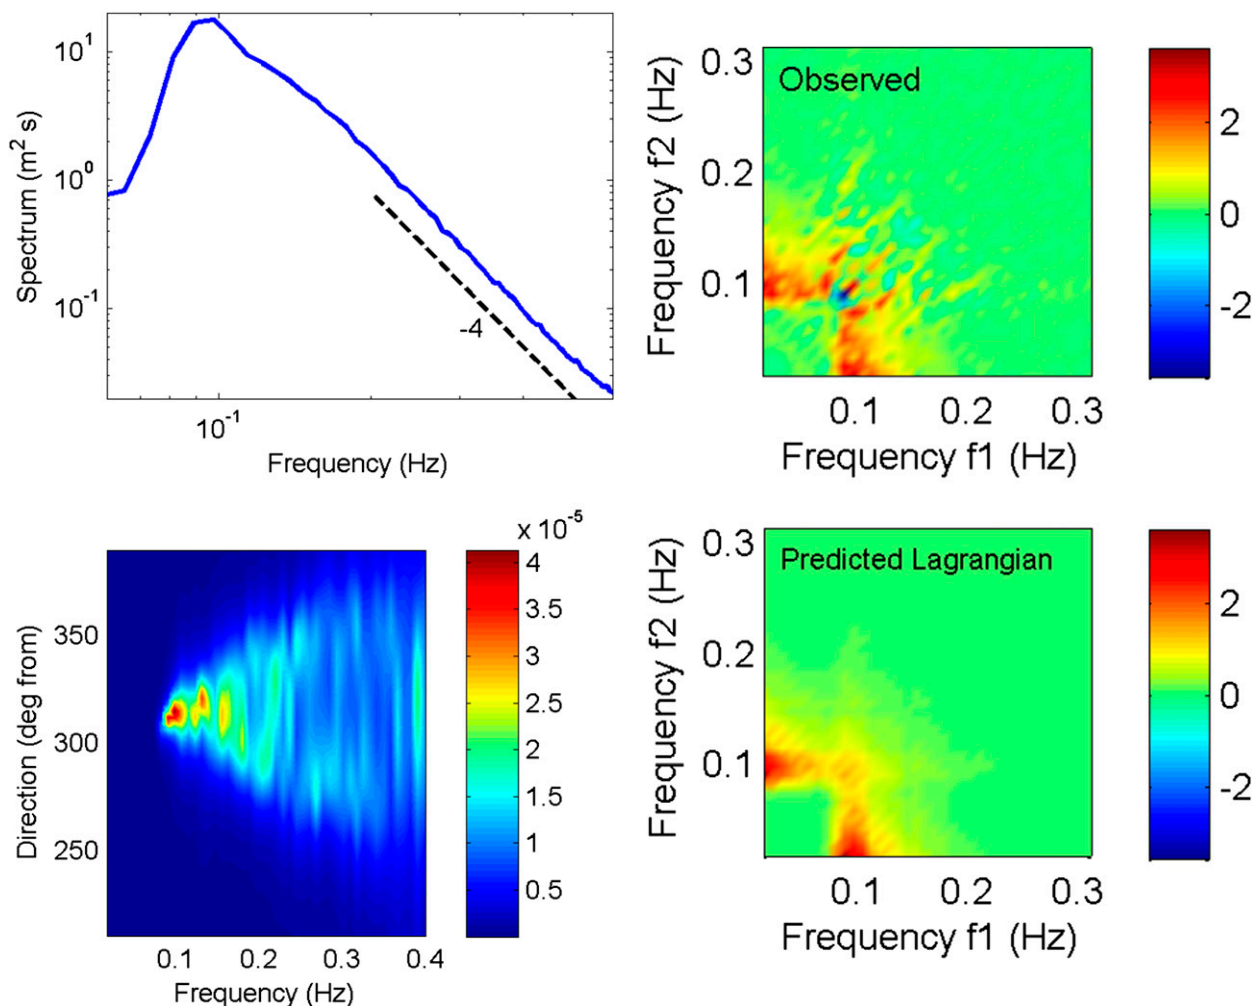 10^1
10^0
10^-1
Spectrum (m^2 s)
-4
10^-1
Frequency (Hz)
Observed
0.3
0.2
0.1
Frequency f2 (Hz)
0.1 0.2 0.3
Frequency f1 (Hz)
2
0
-2
x 10^-5
350
300
250
Direction (deg from)
0.1 0.2 0.3 0.4
Frequency (Hz)
4
3.5
3
2.5
2
1.5
1
0.5
Predicted Lagrangian
0.3
0.2
0.1
Frequency f2 (Hz)
0.1 0.2 0.3
Frequency f1 (Hz)
2
0
-2